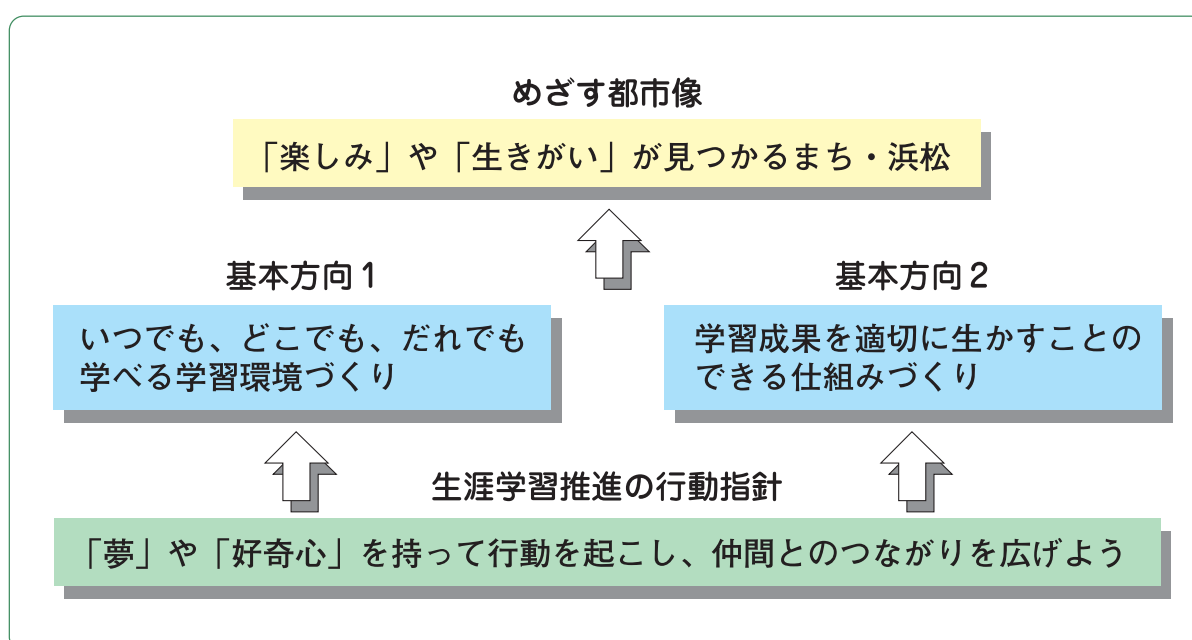 めざす都市像
「楽しみ」や「生きがい」が見つかるまち・浜松
基本方向1
いつでも、どこでも、だれでも
学べる学習環境づくり
基本方向2
学習成果を適切に生かすことの
できる仕組みづくり
生涯学習推進の行動指針
「夢」や「好奇心」を持って行動を起こし、仲間とのつながりを広げよう